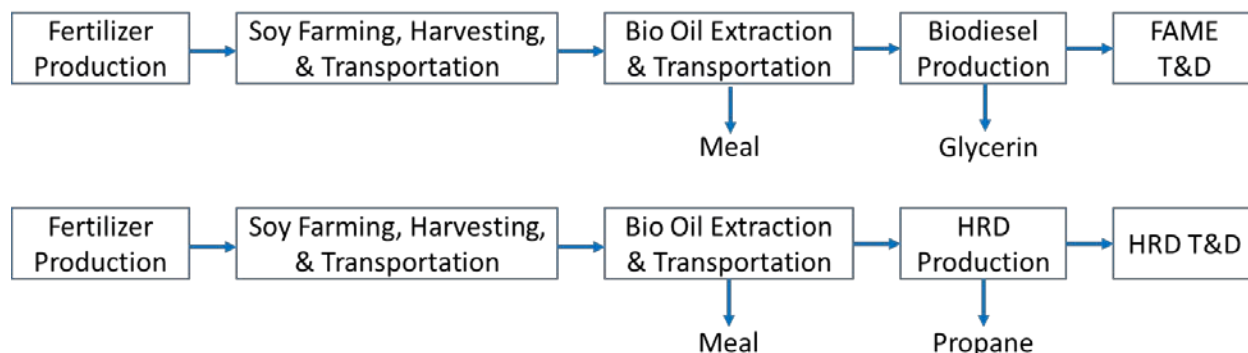 Fertilizer
Production
Soy Farming, Harvesting,
& Transportation
Bio Oil Extraction
& Transportation
Biodiesel
Production
FAME
T&D
Meal
Glycerin
Fertilizer
Production
Soy Farming, Harvesting,
& Transportation
Bio Oil Extraction
& Transportation
HRD
Production
HRD T&D
Meal
Propane